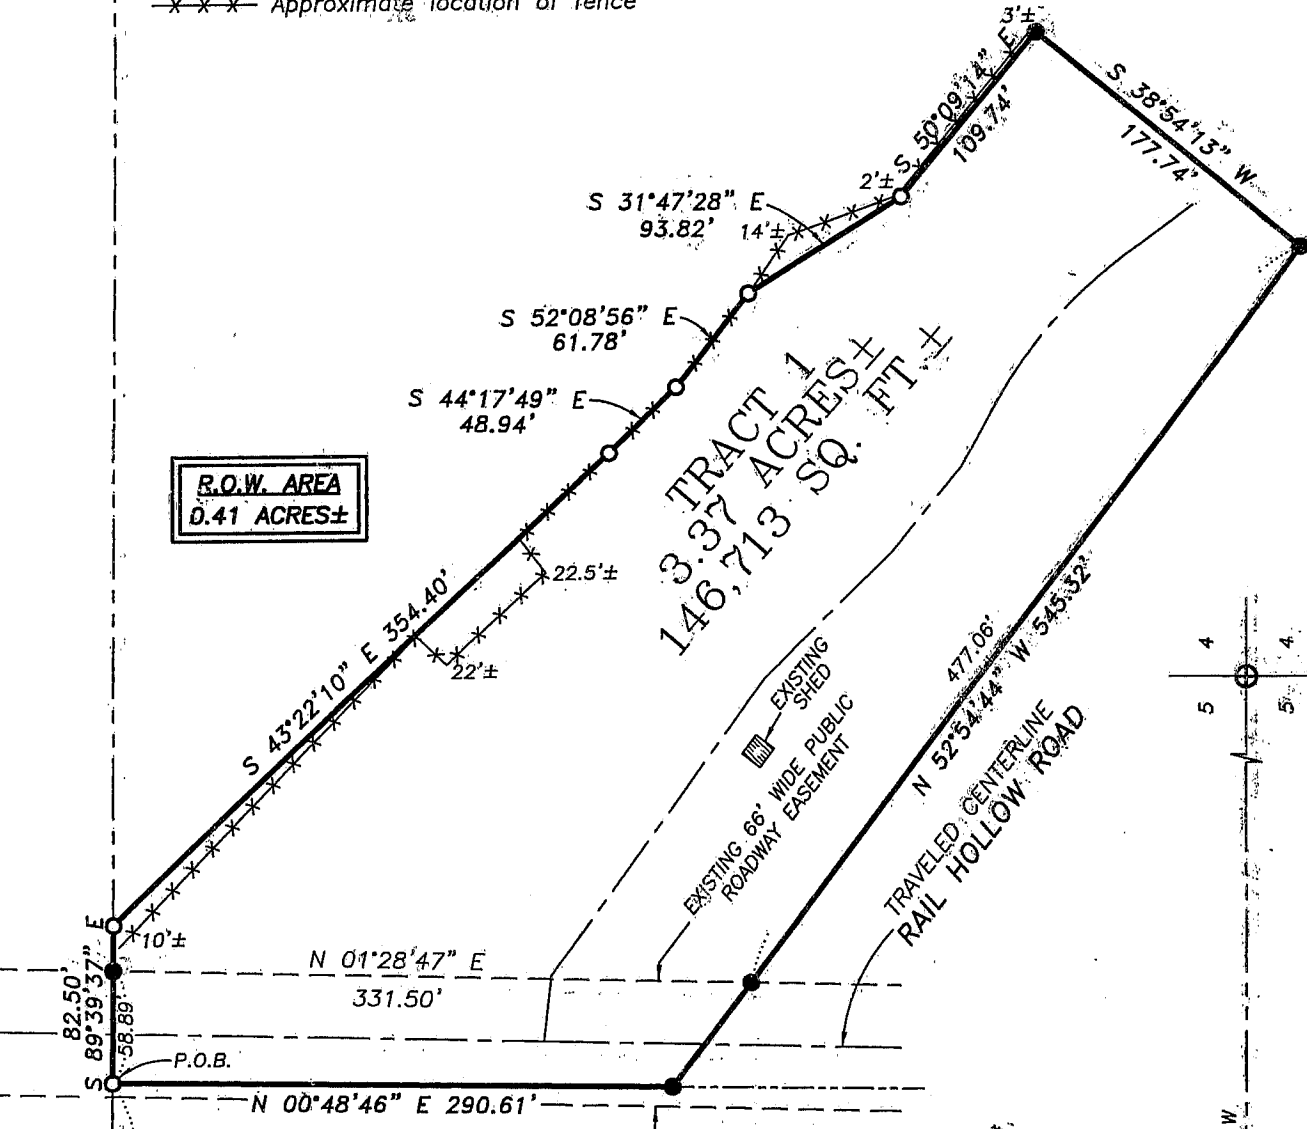 Approximate location of fence
3'±
S 50°09'14" E
109.74'
S 38°54'13" W
177.74'
2'±
S 31°47'28" E
93.82'
14'±
S 52°08'56" E
61.78'
S 44°17'49" E
48.94'
TRACT 1
3.37 ACRES±
146,713 SQ. FT.±
R.O.W. AREA
0.41 ACRES±
22.5'±
22'±
S 43°22'10" E 354.40'
10'±
477.06'
N 52°54'44" W 545.32'
EXISTING
SHED
EXISTING 66' WIDE PUBLIC
ROADWAY EASEMENT
TRAVELED CENTERLINE
RAIL HOLLOW ROAD
4
4
5
5
N 01°28'47" E
331.50'
82.50'
S 89°39'37" E
58.89'
P.O.B.
N 00°48'46" E 290.61'
W